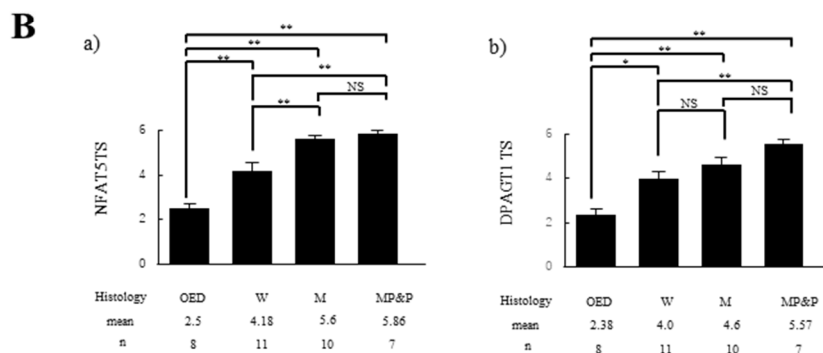 B
a)
**
**
**
**
NS
**
NFAT5TS
6
4
2
0
Histology OED W M MP&P
mean 2.5 4.18 5.6 5.86
n 8 11 10 7
b)
**
**
*
**
NS
NS
DPAGT1 TS
6
4
2
0
Histology OED W M MP&P
mean 2.38 4.0 4.6 5.57
n 8 11 10 7